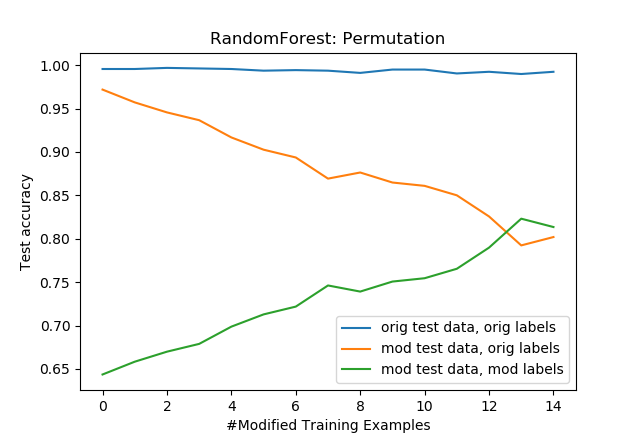 RandomForest: Permutation
1.00
0.95
0.90
0.85
0.80
0.75
0.70
0.65
Test accuracy
orig test data, orig labels
mod test data, orig labels
mod test data, mod labels
0 2 4 6 8 10 12 14
#Modified Training Examples